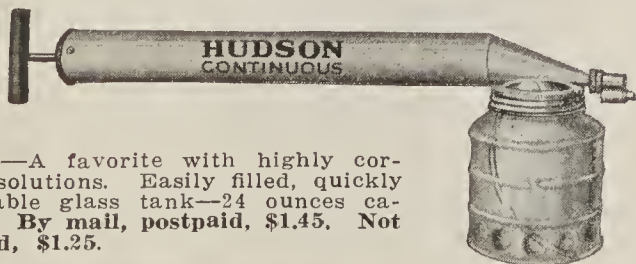 HUDSON
CONTINUOUS
—A favorite with highly cor-
solutions. Easily filled, quickly
able glass tank—24 ounces ca-
By mail, postpaid, $1.45. Not
d, $1.25.